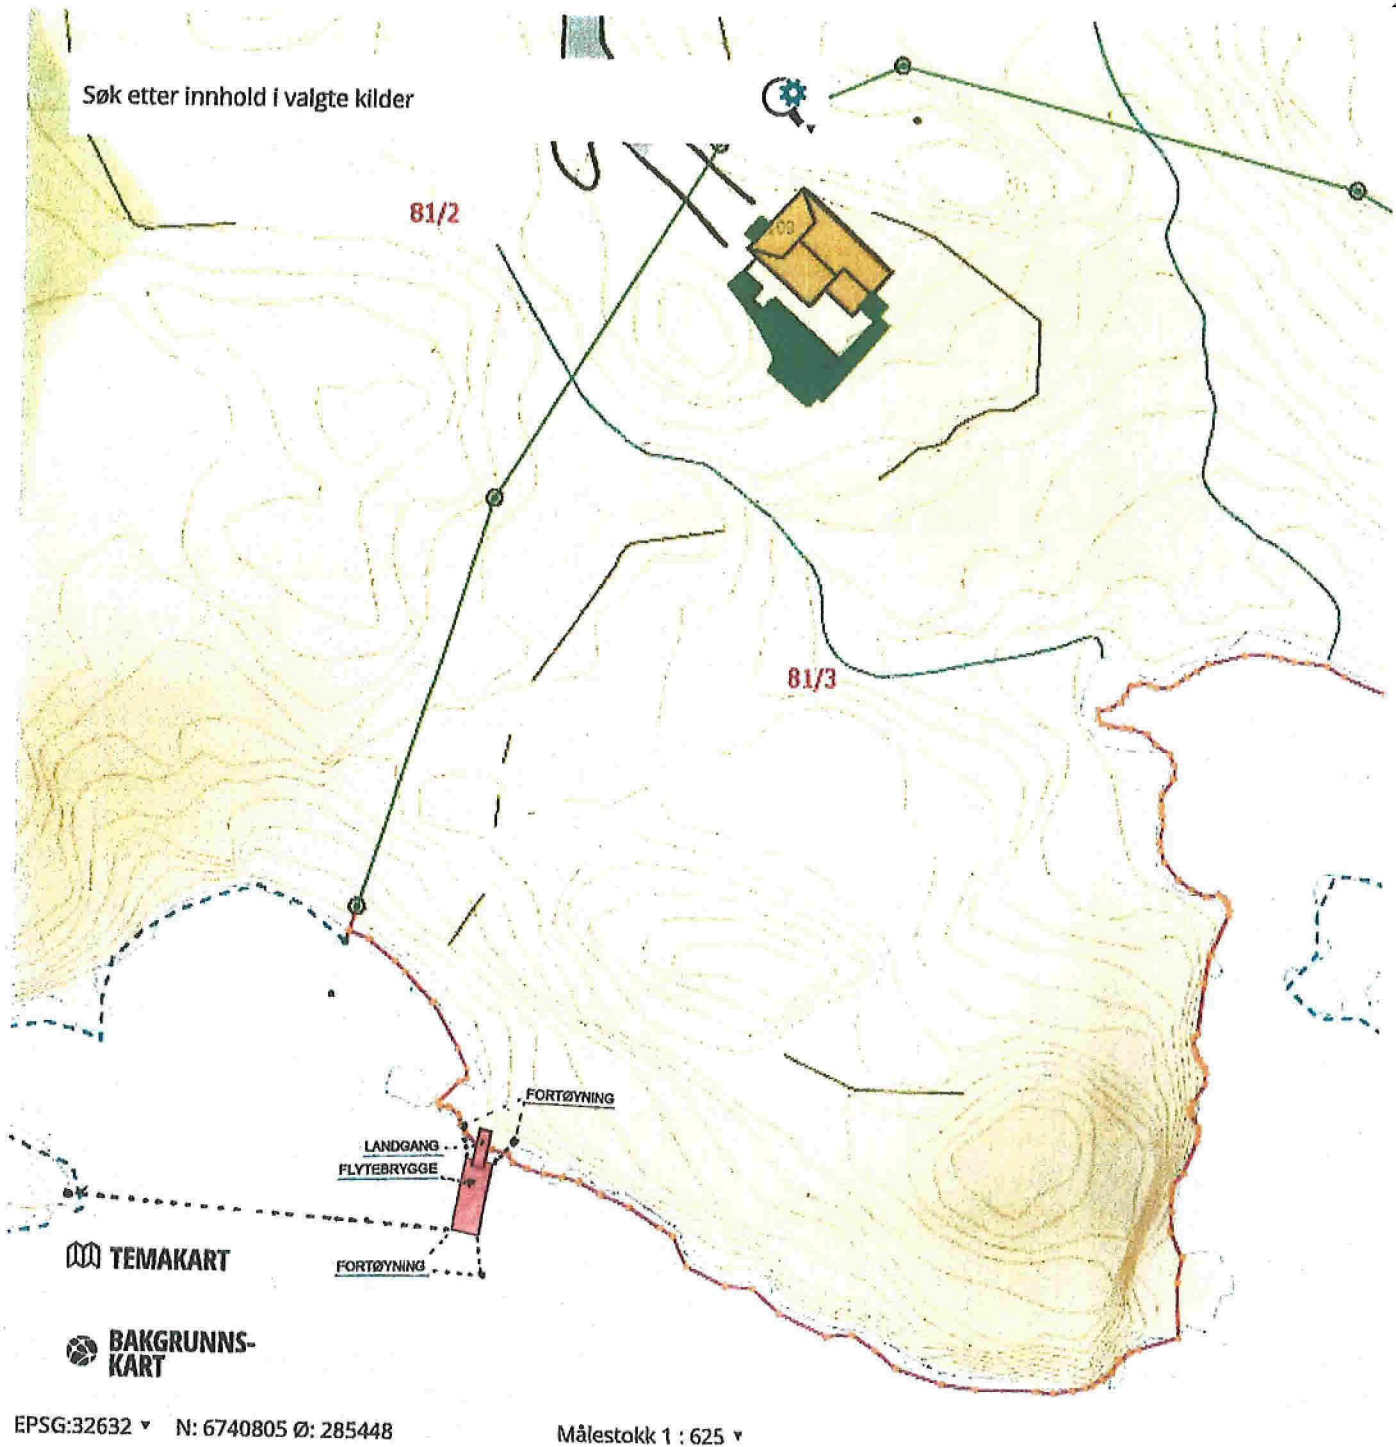 Søk etter innhold i valgte kilder
81/2
81/3
FORTØYNING
LANDGANG
FLYTEBRYGGE
FORTØYNING
TEMAKART
BAKGRUNNS-
KART
EPSG:32632 N: 6740805 Ø: 285448
Målestokk 1 : 625